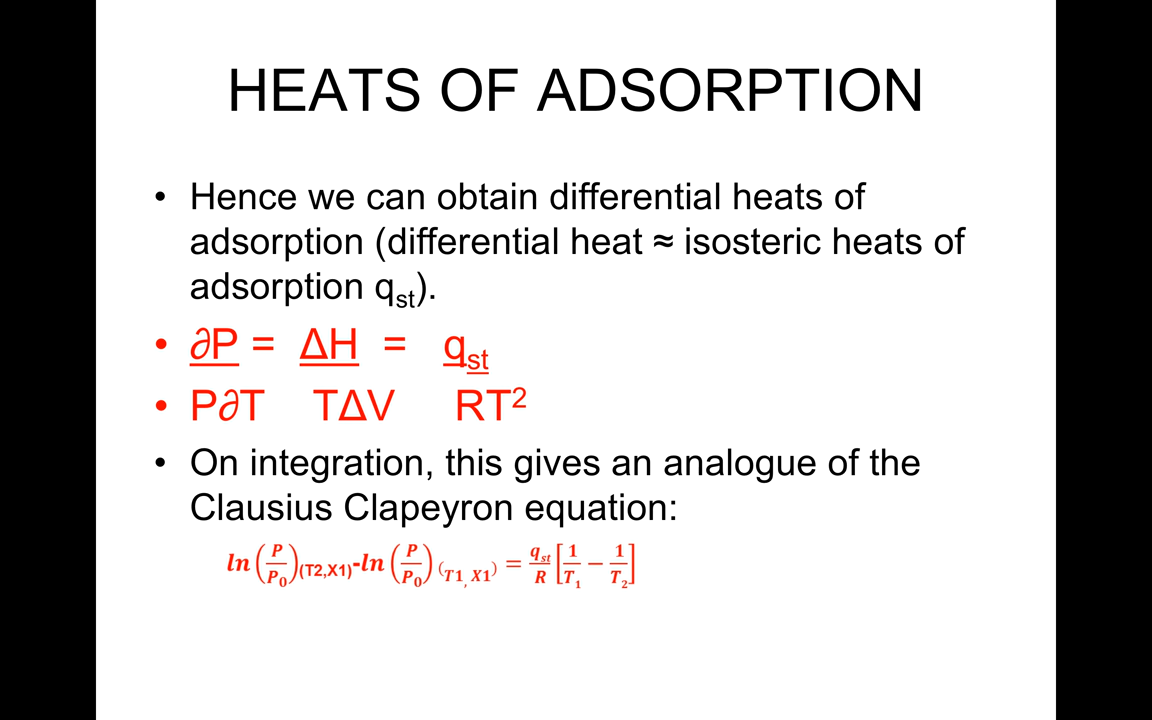 HEATS OF ADSORPTION
• Hence we can obtain differential heats of
adsorption (differential heat ≈ isosteric heats of
adsorption qst).
• ∂P = ΔH = qst
• P∂T TΔV RT²
• On integration, this gives an analogue of the
Clausius Clapeyron equation:
ln(P/P₀)(T2,X1)-ln(P/P₀)(T1, X1) = qst/R [1/T₁ − 1/T₂]